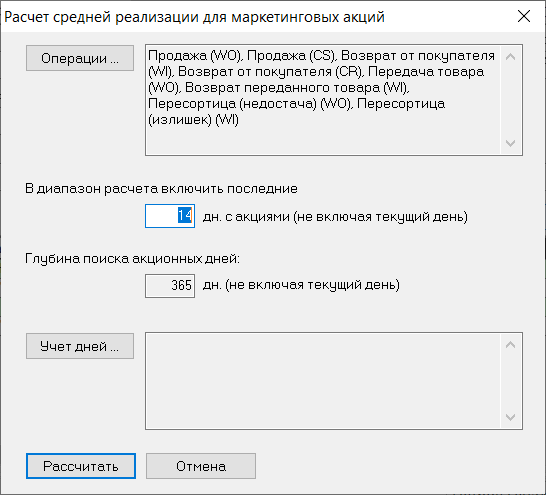 Расчет средней реализации для маркетинговых акций
Операции ...
Продажа (WO), Продажа (CS), Возврат от покупателя
(WI), Возврат от покупателя (CR), Передача товара
(WO), Возврат переданного товара (WI),
Пересортица (недостача) (WO), Пересортица
(излишек) (WI)
В диапазон расчета включить последние
14 дн. с акциями (не включая текущий день)
Глубина поиска акционных дней:
365 дн. (не включая текущий день)
Учет дней ...
Рассчитать
Отмена